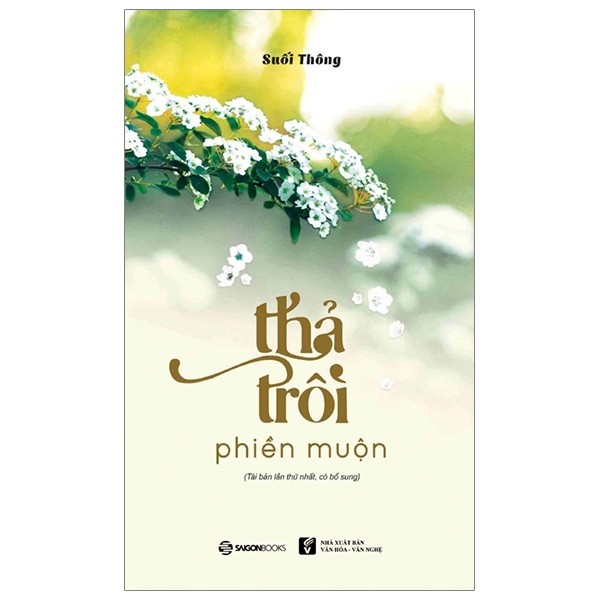 Suối Thông
thả
trôi
phiền muộn
(Tái bản lần thứ nhất, có bổ sung)
SAIGONBOOKS
NHÀ XUẤT BẢN
VĂN HÓA - VĂN NGHỆ